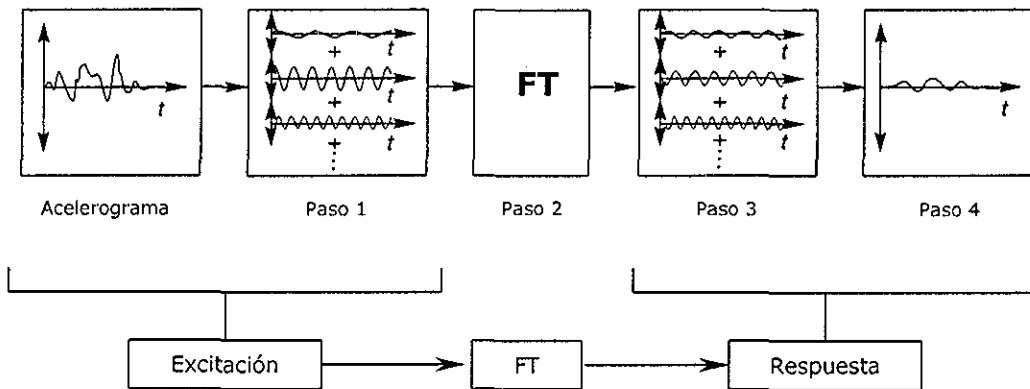 t
t
+
t
+
t
+
FT
t
+
t
+
t
+
t
Acelerograma
Paso 1
Paso 2
Paso 3
Paso 4
Excitación
FT
Respuesta